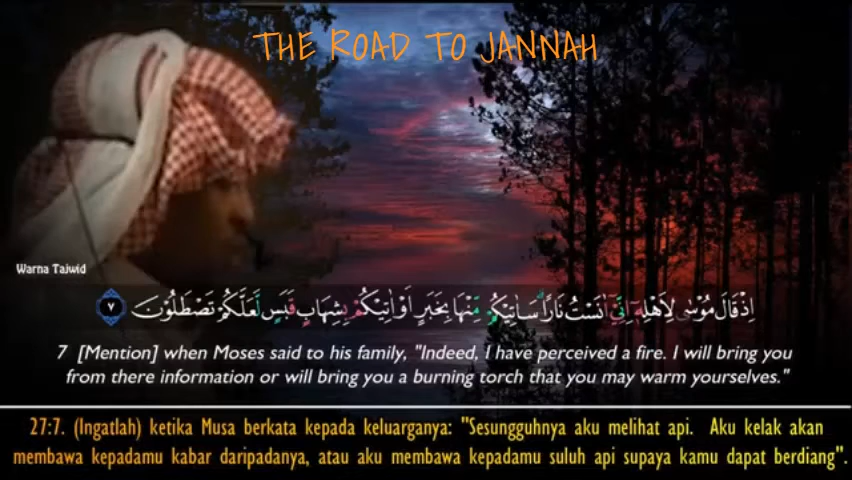 THE ROAD TO JANNAH
Warna Tajwid
اِذْ قَالَ مُوْسٰى لِاَهْلِهٖٓ اِنِّيْٓ اٰنَسْتُ نَارًاۗ سَاٰتِيْكُمْ مِّنْهَا بِخَبَرٍ اَوْ اٰتِيْكُمْ بِشِهَابٍ قَبَسٍ لَّعَلَّكُمْ تَصْطَلُوْنَ ٧
7 [Mention] when Moses said to his family, "Indeed, I have perceived a fire. I will bring you
from there information or will bring you a burning torch that you may warm yourselves."
27:7. (Ingatlah) ketika Musa berkata kepada keluarganya: "Sesungguhnya aku melihat api. Aku kelak akan
membawa kepadamu kabar daripadanya, atau aku membawa kepadamu suluh api supaya kamu dapat berdiang".